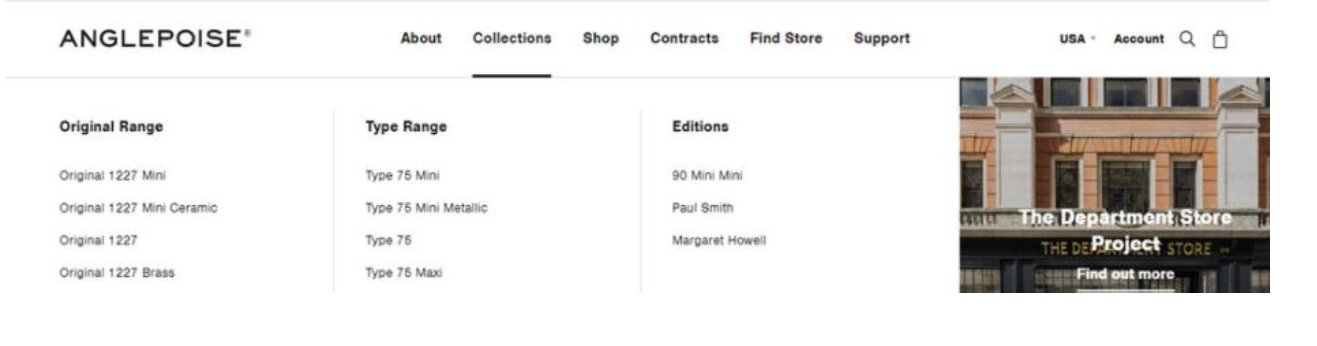 ANGLEPOISE®
About Collections Shop Contracts Find Store Support
USA Account
Original Range
Original 1227 Mini
Original 1227 Mini Ceramic
Original 1227
Original 1227 Brass
Type Range
Type 75 Mini
Type 75 Mini Metallic
Type 75
Type 75 Maxi
Editions
90 Mini Mini
Paul Smith
Margaret Howell
The Department Store
Project
THE DEPARTMENT STORE
Find out more